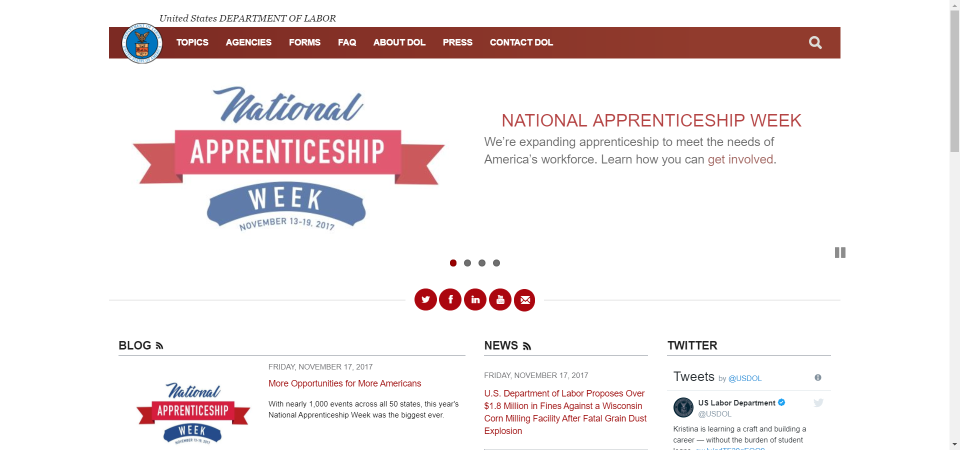 United States DEPARTMENT OF LABOR
TOPICS AGENCIES FORMS FAQ ABOUT DOL PRESS CONTACT DOL
National
APPRENTICESHIP
WEEK
NOVEMBER 13-19, 2017
NATIONAL APPRENTICESHIP WEEK
We're expanding apprenticeship to meet the needs of
America's workforce. Learn how you can get involved.
BLOG
National
APPRENTICESHIP
WEEK
FRIDAY, NOVEMBER 17, 2017
More Opportunities for More Americans
With nearly 1,000 events across all 50 states, this year's
National Apprenticeship Week was the biggest ever.
NEWS
FRIDAY, NOVEMBER 17, 2017
U.S. Department of Labor Proposes Over
$1.8 Million in Fines Against a Wisconsin
Corn Milling Facility After Fatal Grain Dust
Explosion
TWITTER
Tweets by @USDOL
US Labor Department
@USDOL
Kristina is learning a craft and building a
career — without the burden of student